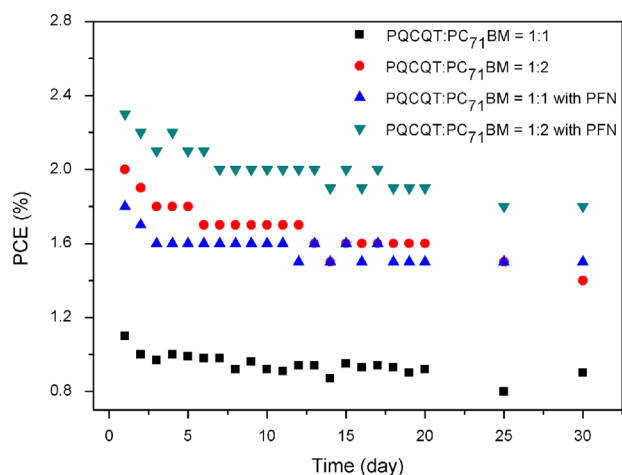 2.8
2.4
2.0
1.6
1.2
0.8
PCE (%)
PQCQT:PC71BM = 1:1
PQCQT:PC71BM = 1:2
PQCQT:PC71BM = 1:1 with PFN
PQCQT:PC71BM = 1:2 with PFN
0 5 10 15 20 25 30
Time (day)